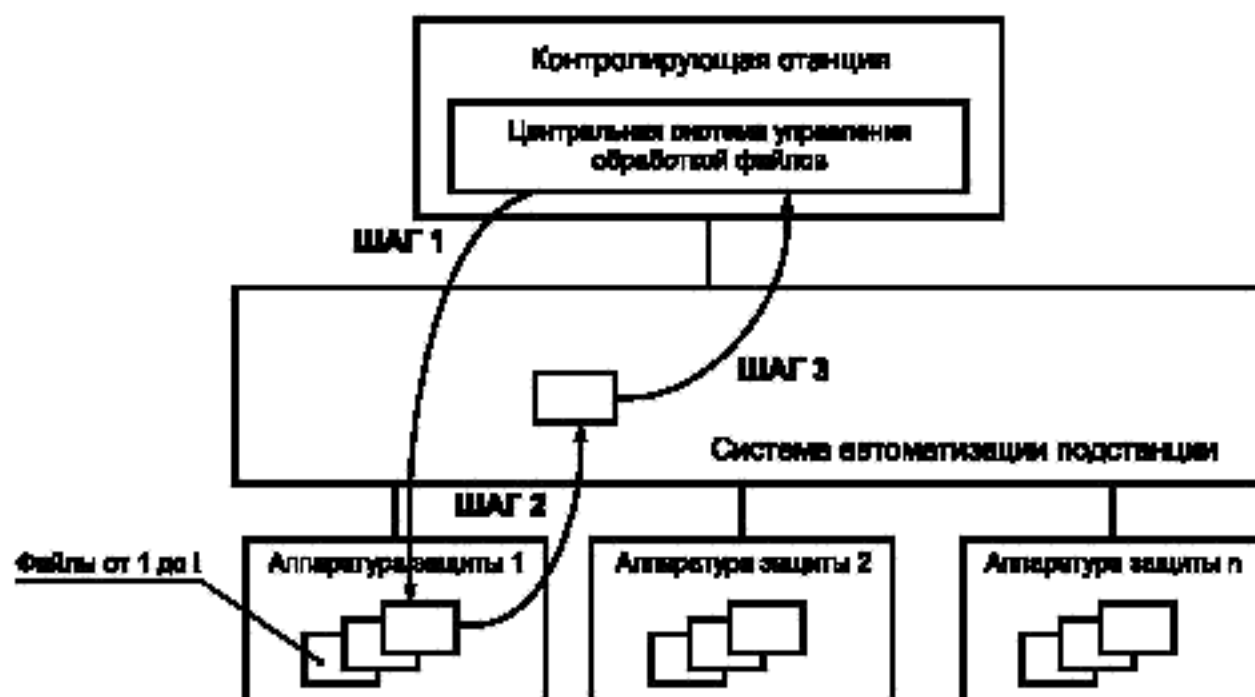 Контролирующая станция
Центральная система управления
обработкой файлов
ШАГ 1
ШАГ 3
Система автоматизации подстанции
ШАГ 2
Файлы от 1 до i
Аппаратура защиты 1
Аппаратура защиты 2
Аппаратура защиты n